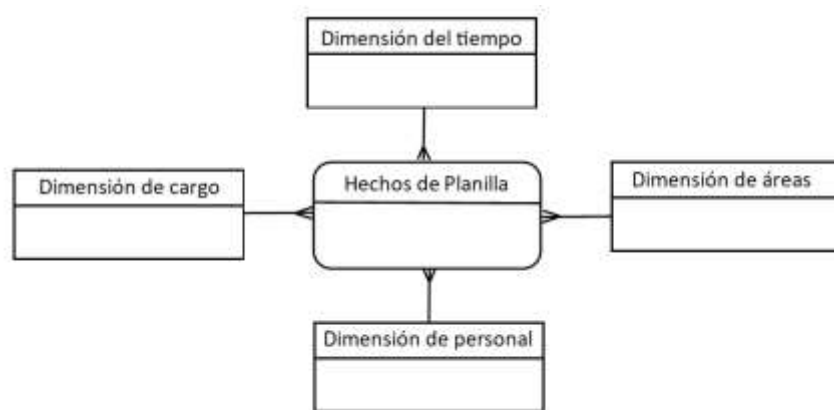 Dimensión del tiempo
Dimensión de cargo
Hechos de Planilla
Dimensión de áreas
Dimensión de personal